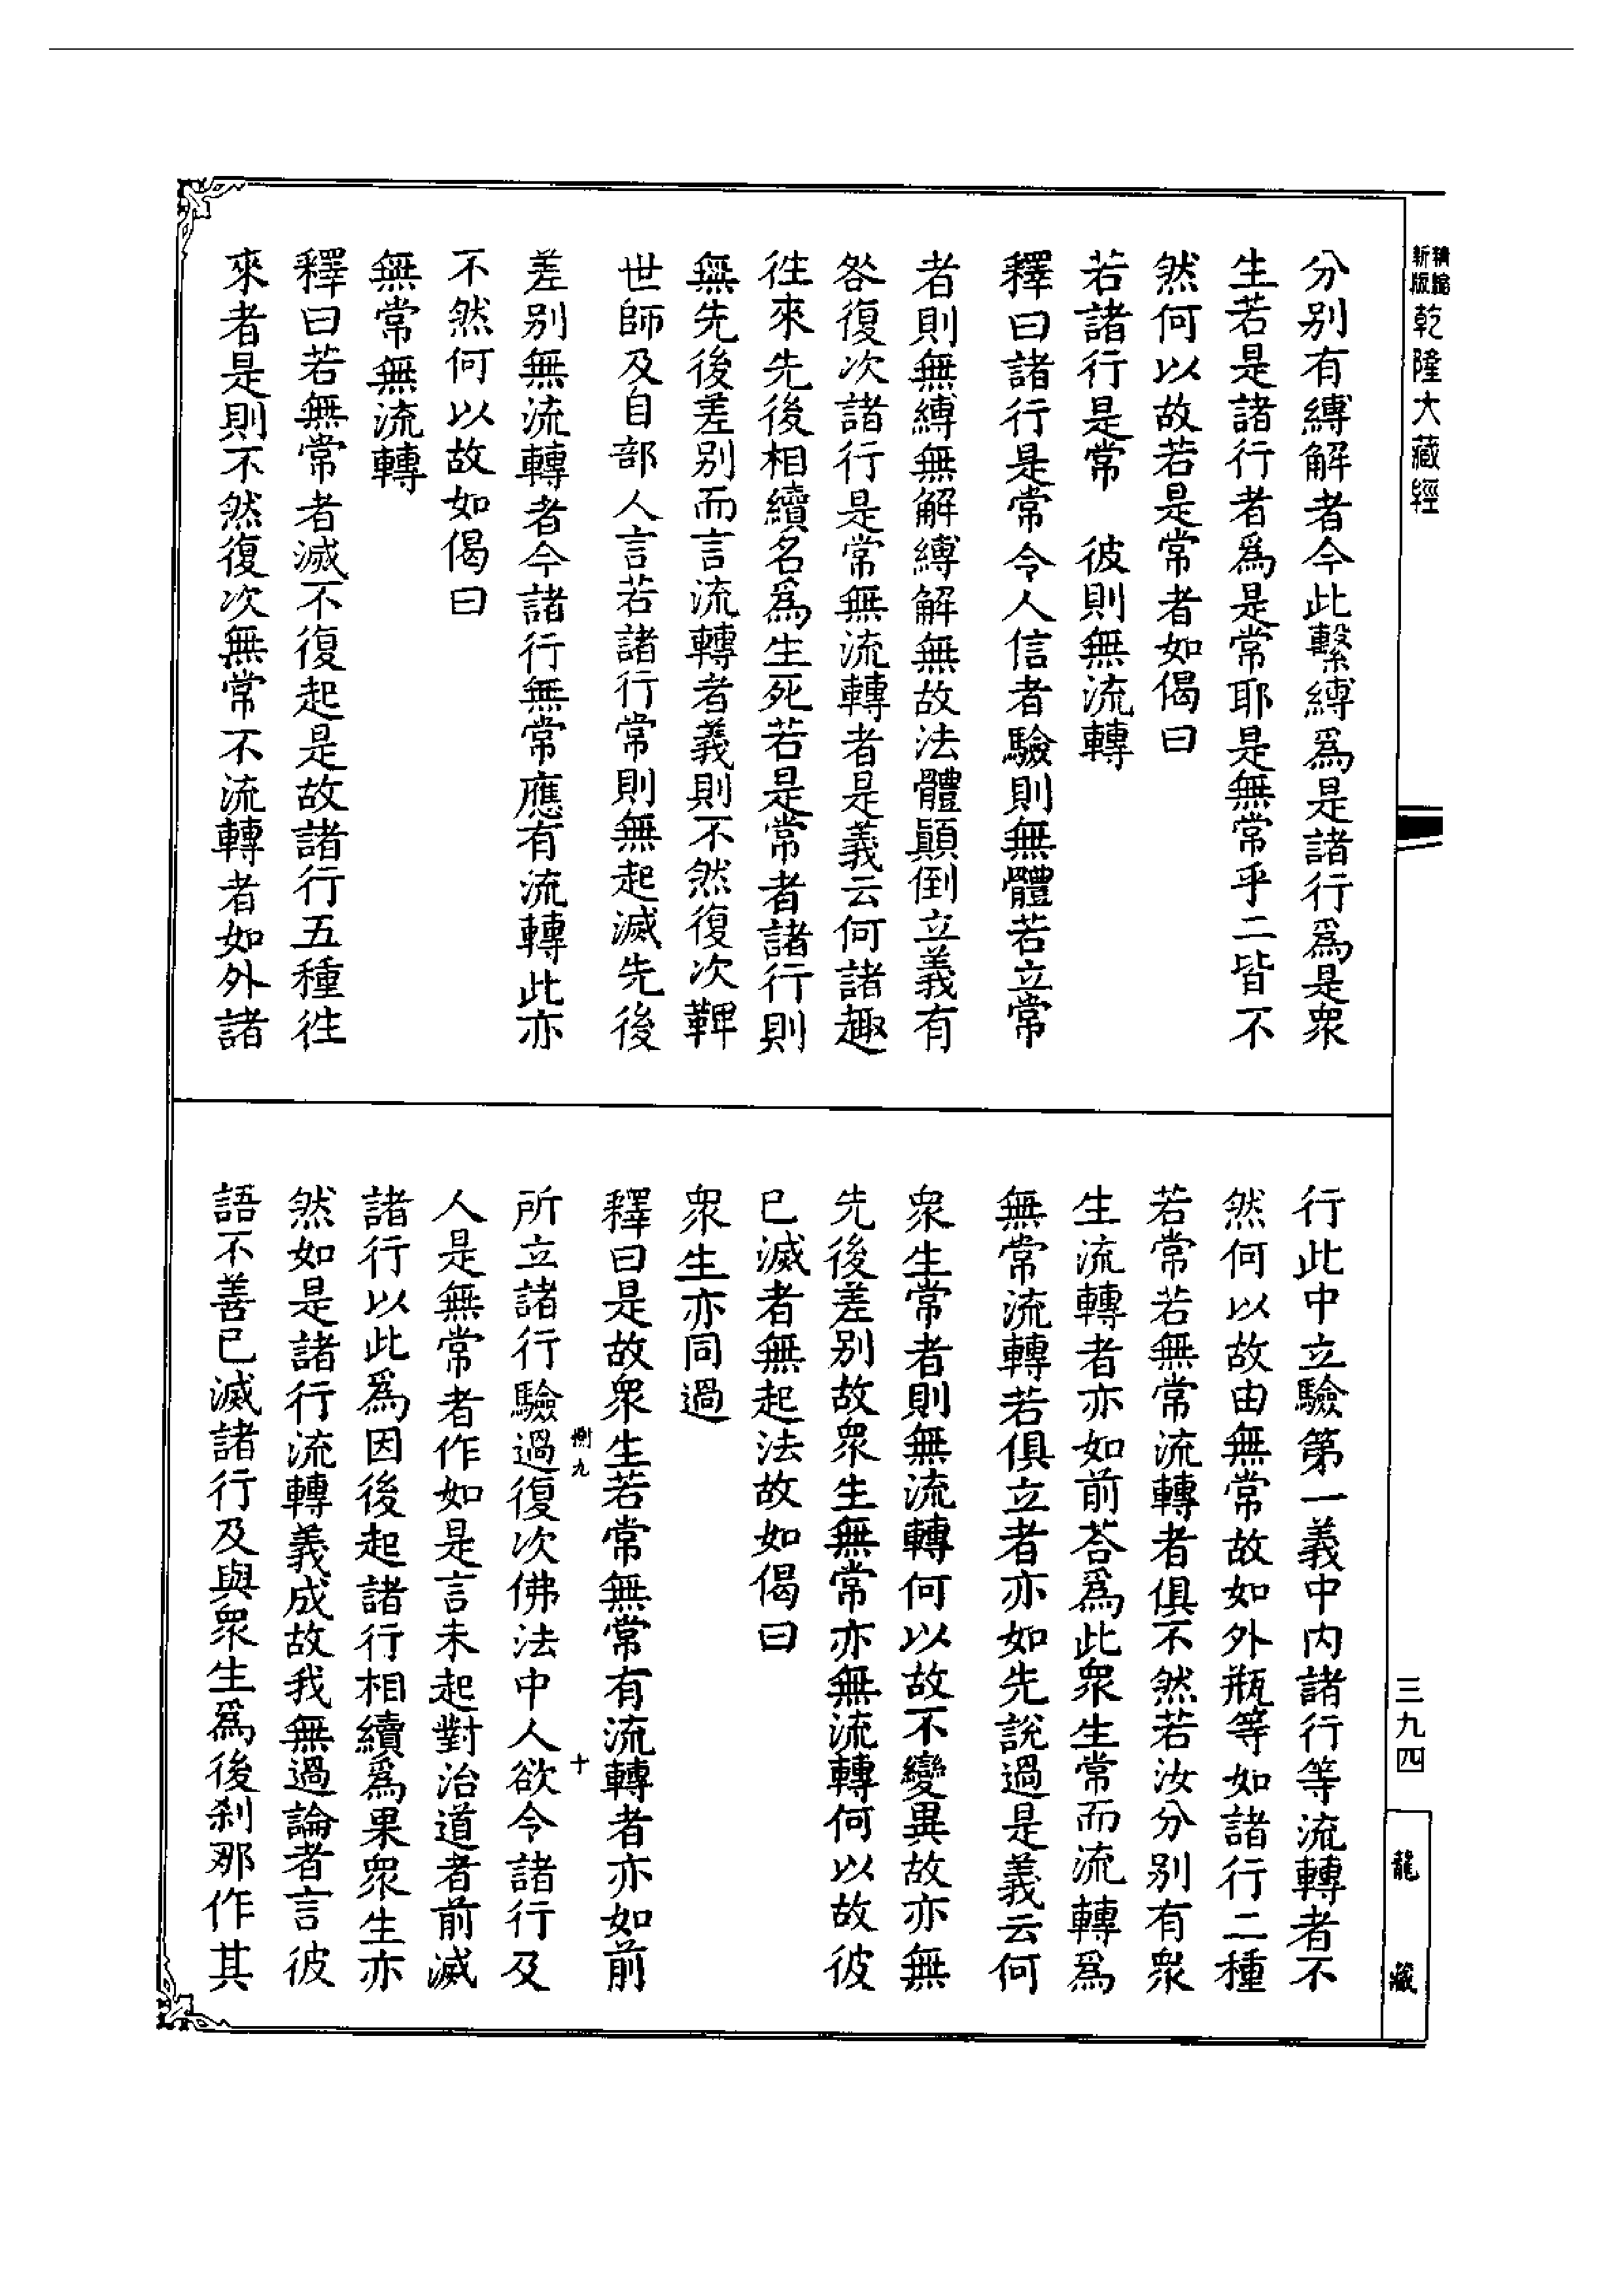 精縮新版乾隆大藏經
分別有縛解者今此繫縛爲是諸行爲是衆
生若是諸行者爲是常耶是無常乎二皆不
然何以故若是常者如偈曰
若諸行是常　彼則無流轉
釋曰諸行是常令人信者驗則無體若立常
者則無縛無解縛解無故法體顚倒立義有
咎復次諸行是常無流轉者是義云何諸趣
徃來先後相續名爲生死若是常者諸行則
無先後差別而言流轉者義則不然復次鞞
世師及自部人言若諸行常則無起滅先後
差別無流轉者今諸行無常應有流轉此亦
不然何以故如偈曰
無常無流轉
釋曰若無常者滅不復起是故諸行五種徃
來者是則不然復次無常不流轉者如外諸
行此中立驗第一義中内諸行等流轉者不
然何以故由無常故如外瓶等如諸行二種
若常若無常流轉者俱不然若汝分別有衆
生流轉者亦如前荅爲此衆生常而流轉爲
無常流轉若俱立者亦如先說過是義云何
衆生常者則無流轉何以故不變異故亦無
先後差別故衆生無常亦無流轉何以故彼
已滅者無起法故如偈曰
衆生亦同過
釋曰是故衆生若常無常有流轉者亦如前
惻九　十
所立諸行驗過復次佛法中人欲令諸行及
人是無常者作如是言未起對治道者前滅
諸行以此爲因後起諸行相續爲果衆生亦
然如是諸行流轉義成故我無過論者言彼
語不善已滅諸行及與衆生爲後刹那作其
三九四
龍藏